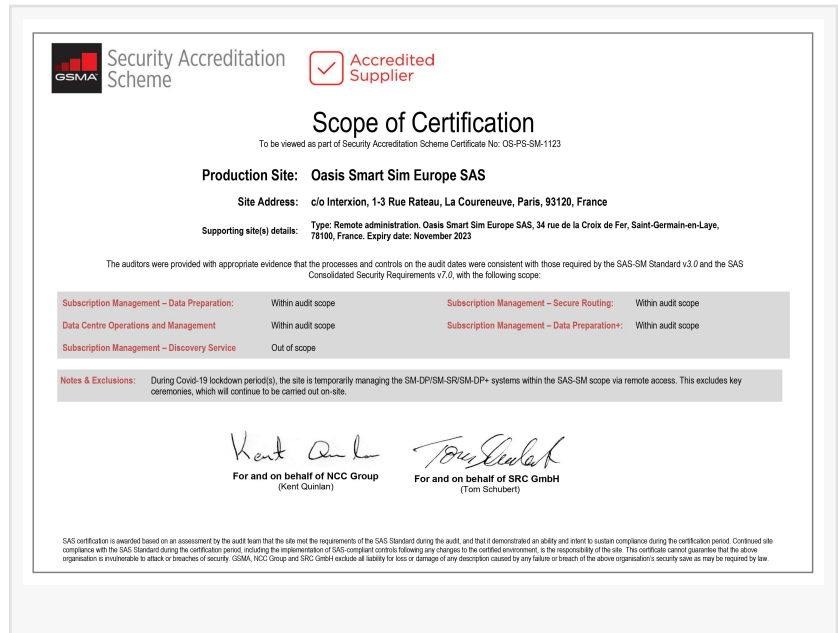 GSMA
Security Accreditation
Scheme
Accredited
Supplier
Scope of Certification
To be viewed as part of Security Accreditation Scheme Certificate No: OS-PS-SM-1123
Production Site: Oasis Smart Sim Europe SAS
Site Address: c/o Interxion, 1-3 Rue Rateau, La Coureneuve, Paris, 93120, France
Supporting site(s) details: Type: Remote administration. Oasis Smart Sim Europe SAS, 34 rue de la Croix de Fer, Saint-Germain-en-Laye,
78100, France. Expiry date: November 2023
The auditors were provided with appropriate evidence that the processes and controls on the audit dates were consistent with those required by the SAS-SM Standard v3.0 and the SAS
Consolidated Security Requirements v7.0, with the following scope:
Subscription Management – Data Preparation: Within audit scope Subscription Management – Secure Routing: Within audit scope
Data Centre Operations and Management Within audit scope Subscription Management – Data Preparation+: Within audit scope
Subscription Management – Discovery Service Out of scope
Notes & Exclusions: During Covid-19 lockdown period(s), the site is temporarily managing the SM-DP/SM-SR/SM-DP+ systems within the SAS-SM scope via remote access. This excludes key
ceremonies, which will continue to be carried out on-site.
For and on behalf of NCC Group
(Kent Quinlan)
For and on behalf of SRC GmbH
(Tom Schubert)
SAS certification is awarded based on an assessment by the audit team that the site met the requirements of the SAS Standard during the audit, and that it demonstrated an ability and intent to sustain compliance during the certification period. Continued site
compliance with the SAS Standard during the certification period, including the implementation of SAS-compliant controls following any changes to the certified environment, is the responsibility of the site. This certificate cannot guarantee that the above
organisation is invulnerable to attack or breaches of security. GSMA, NCC Group and SRC GmbH exclude all liability for loss or damage of any description caused by any failure or breach of the above organisation's security save as may be required by law.